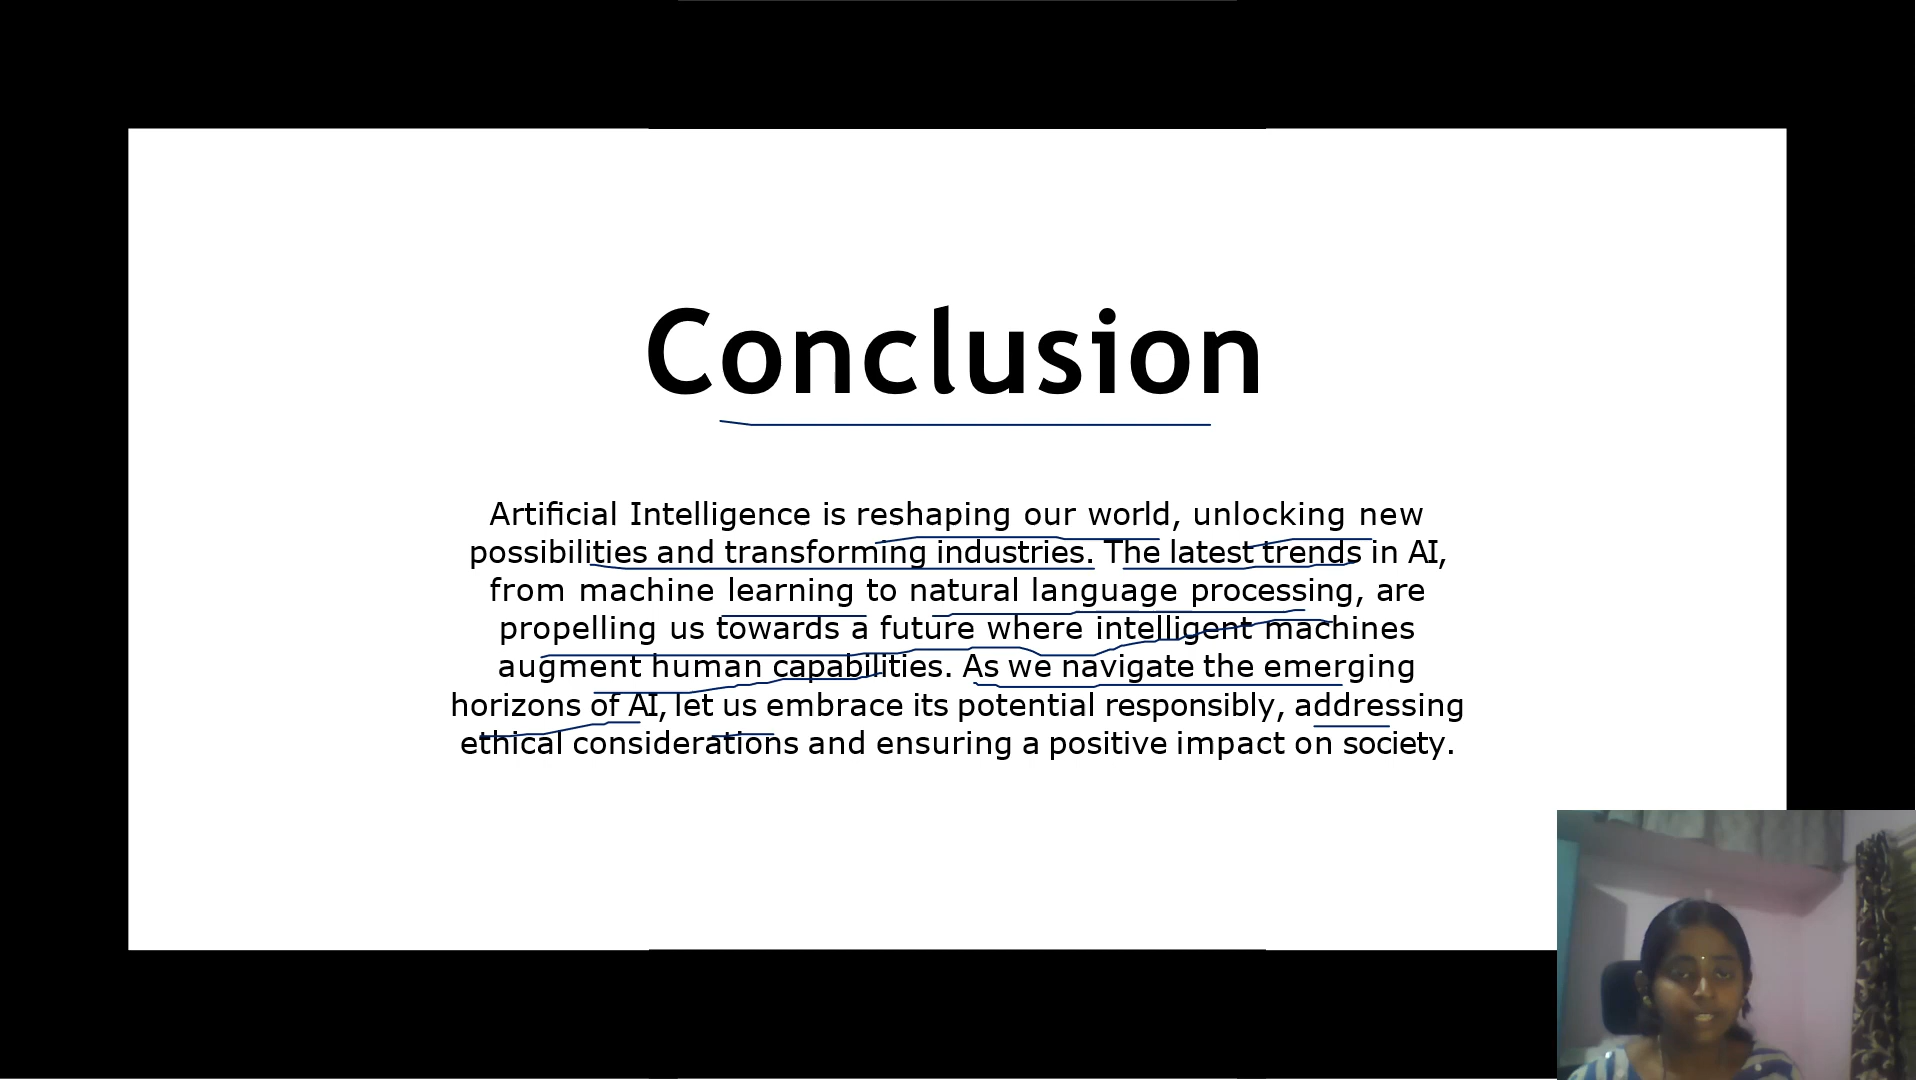 Conclusion
Artificial Intelligence is reshaping our world, unlocking new
possibilities and transforming industries. The latest trends in AI,
from machine learning to natural language processing, are
propelling us towards a future where intelligent machines
augment human capabilities. As we navigate the emerging
horizons of AI, let us embrace its potential responsibly, addressing
ethical considerations and ensuring a positive impact on society.